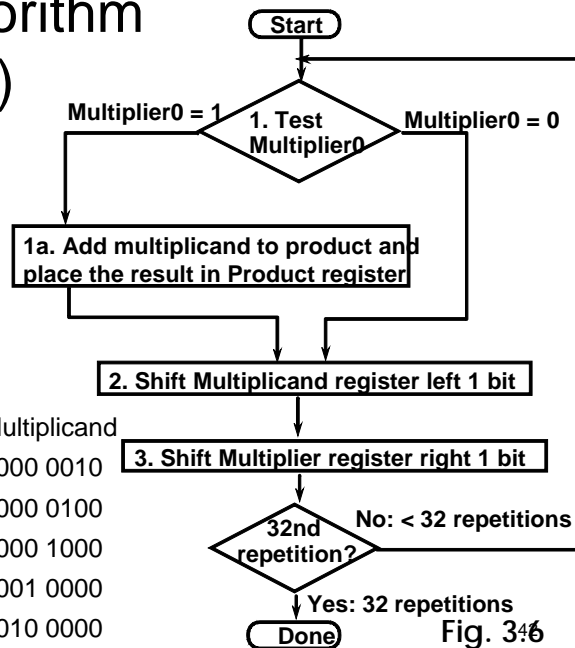 orithm
)
Start
Multiplier0 = 1
1. Test
Multiplier0
Multiplier0 = 0
1a. Add multiplicand to product and
place the result in Product register
2. Shift Multiplicand register left 1 bit
ultiplicand
000 0010
3. Shift Multiplier register right 1 bit
000 0100
000 1000
001 0000
010 0000
32nd
repetition?
No: < 32 repetitions
Yes: 32 repetitions
Done
Fig. 3.6